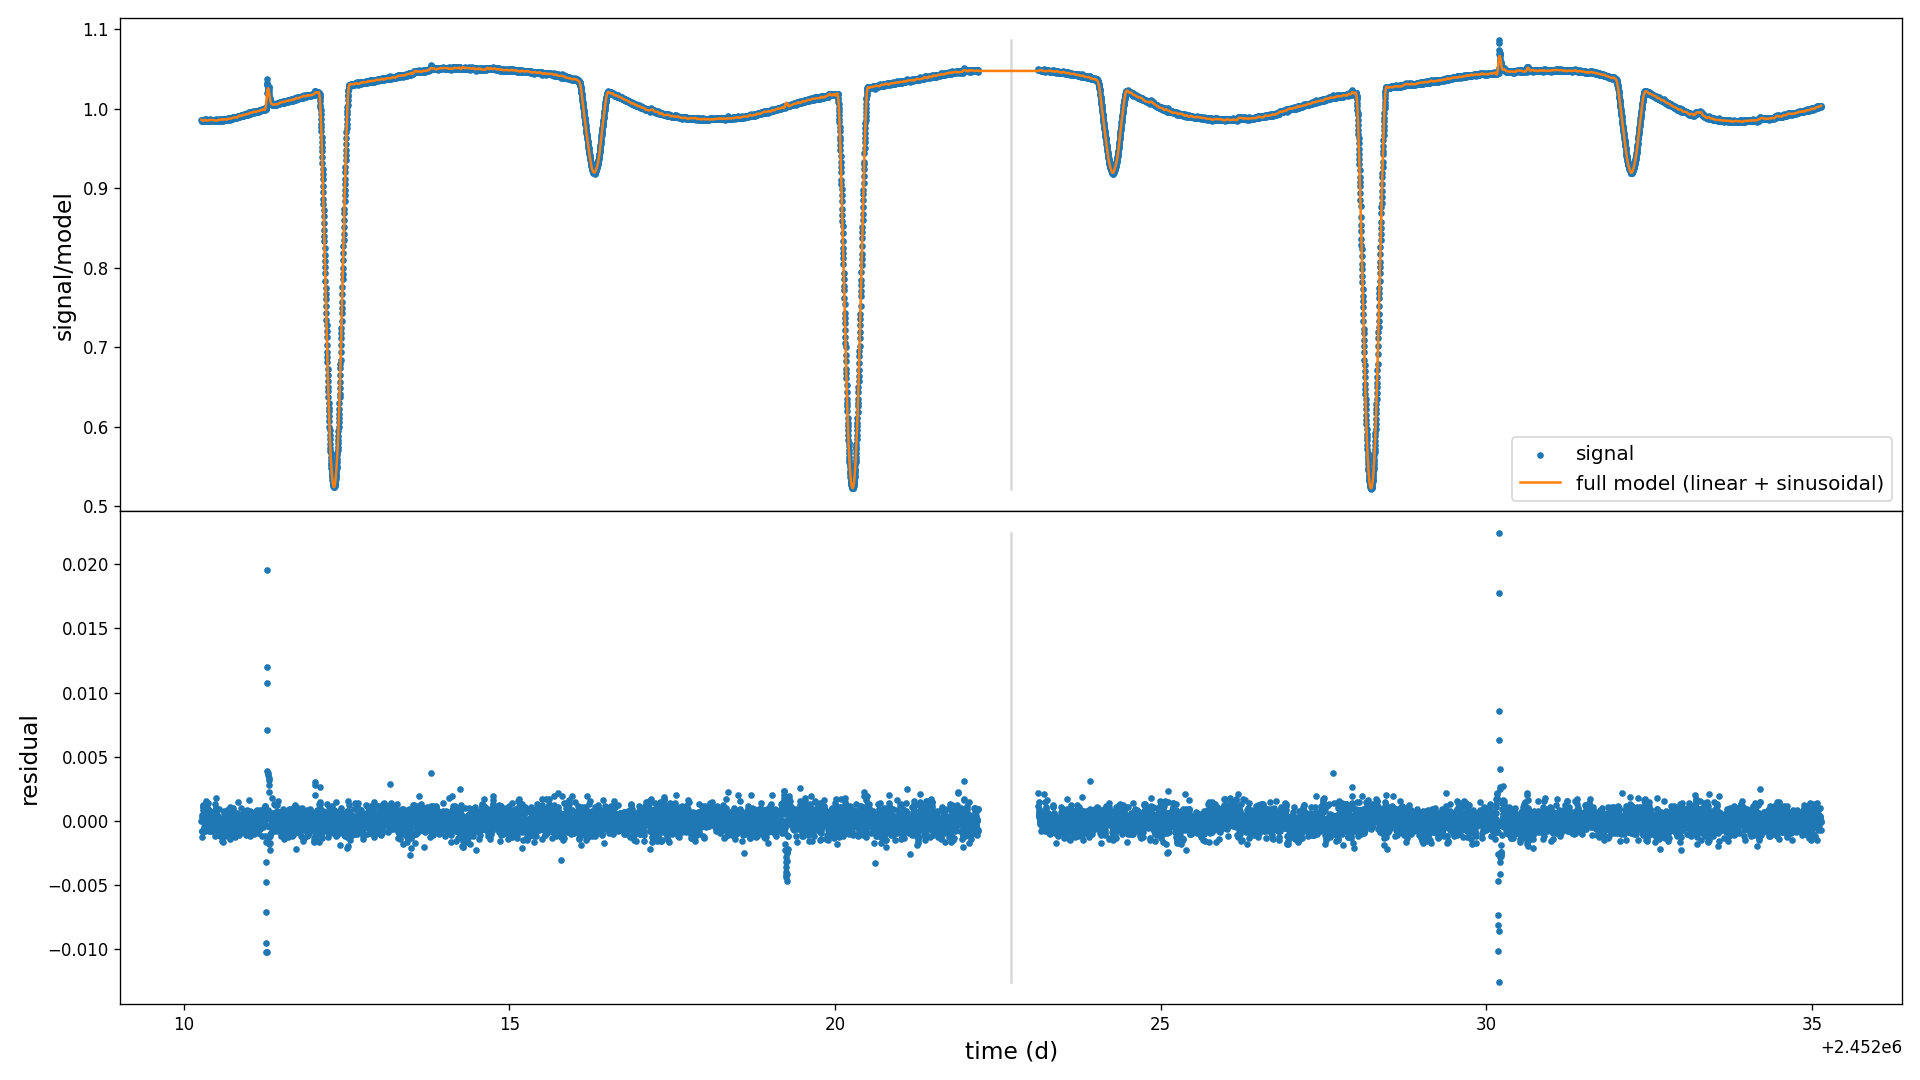 1.1
1.0
0.9
0.8
0.7
0.6
0.5
signal/model
signal
full model (linear + sinusoidal)
0.020
0.015
0.010
0.005
0.000
−0.005
−0.010
residual
10 15 20 25 30 35
time (d)
+2.452e6